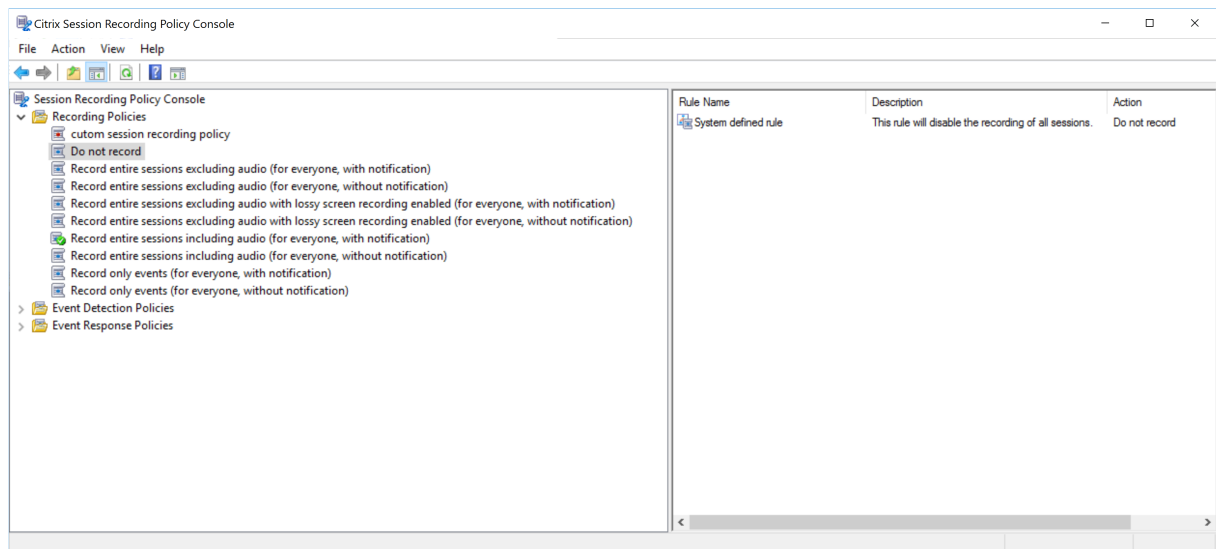 Citrix Session Recording Policy Console
File Action View Help
Session Recording Policy Console
Recording Policies
cutom session recording policy
Do not record
Record entire sessions excluding audio (for everyone, with notification)
Record entire sessions excluding audio (for everyone, without notification)
Record entire sessions excluding audio with lossy screen recording enabled (for everyone, with notification)
Record entire sessions excluding audio with lossy screen recording enabled (for everyone, without notification)
Record entire sessions including audio (for everyone, with notification)
Record entire sessions including audio (for everyone, without notification)
Record only events (for everyone, with notification)
Record only events (for everyone, without notification)
Event Detection Policies
Event Response Policies
Rule Name Description Action
System defined rule This rule will disable the recording of all sessions. Do not record